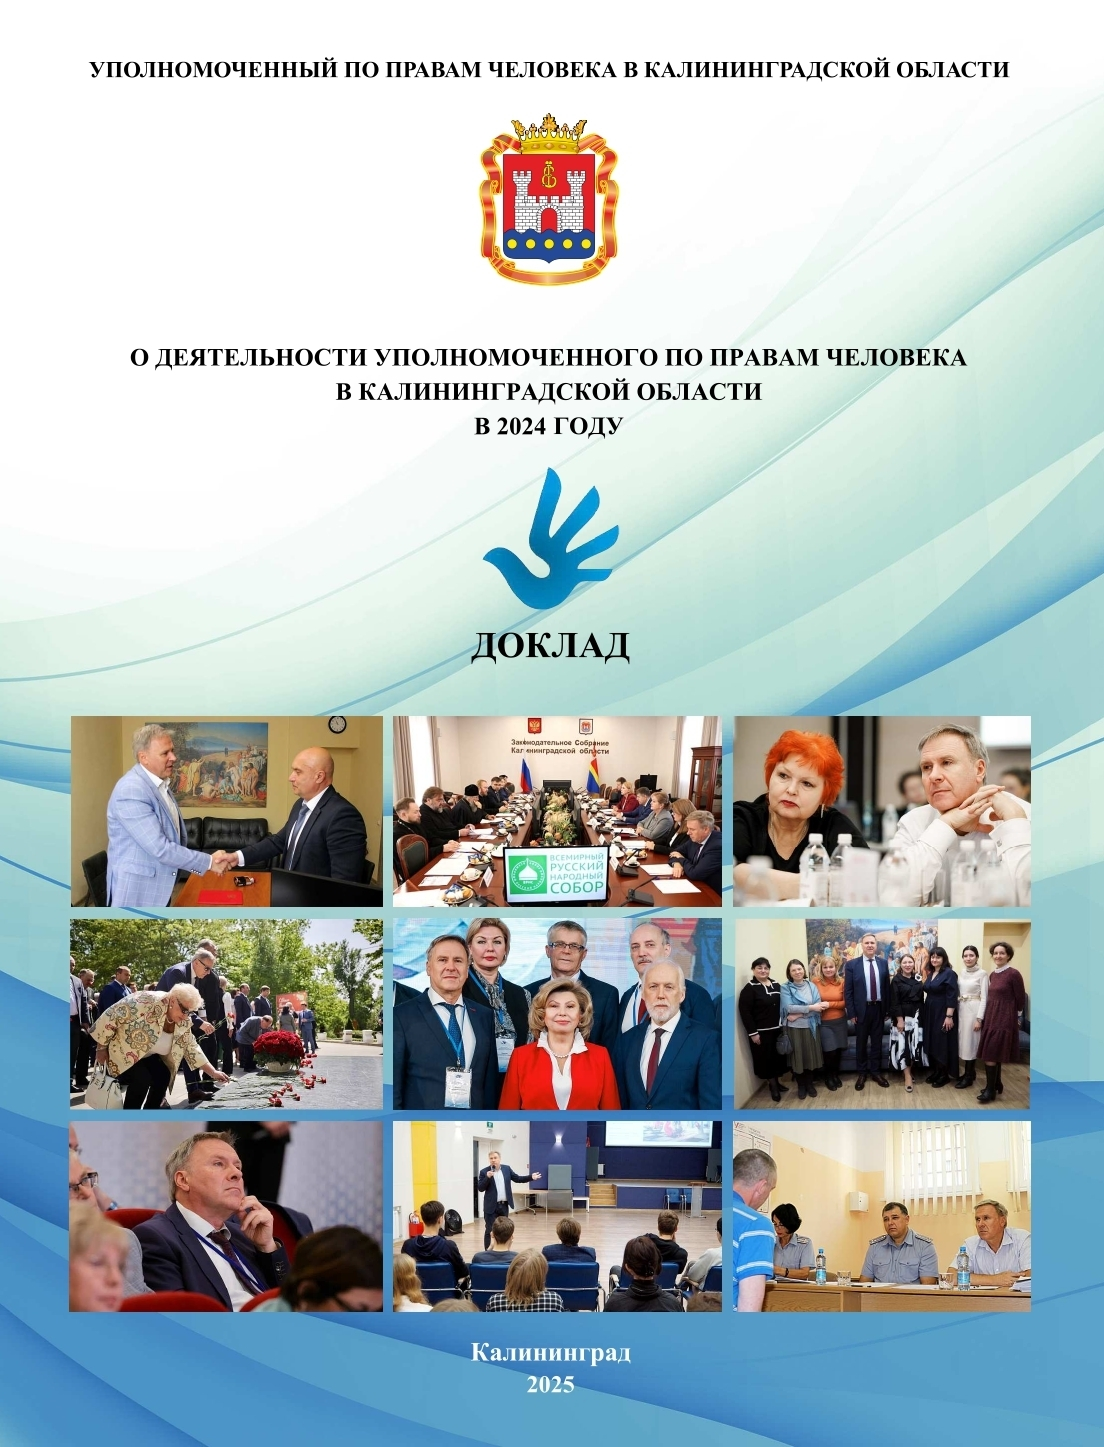 УПОЛНОМОЧЕННЫЙ ПО ПРАВАМ ЧЕЛОВЕКА В КАЛИНИНГРАДСКОЙ ОБЛАСТИ
О ДЕЯТЕЛЬНОСТИ УПОЛНОМОЧЕННОГО ПО ПРАВАМ ЧЕЛОВЕКА
В КАЛИНИНГРАДСКОЙ ОБЛАСТИ
В 2024 ГОДУ
ДОКЛАД
Законодательное Собрание
Калининградской области
ВСЕМИРНЫЙ
РУССКИЙ
НАРОДНЫЙ
СОБОР
Калининград
2025